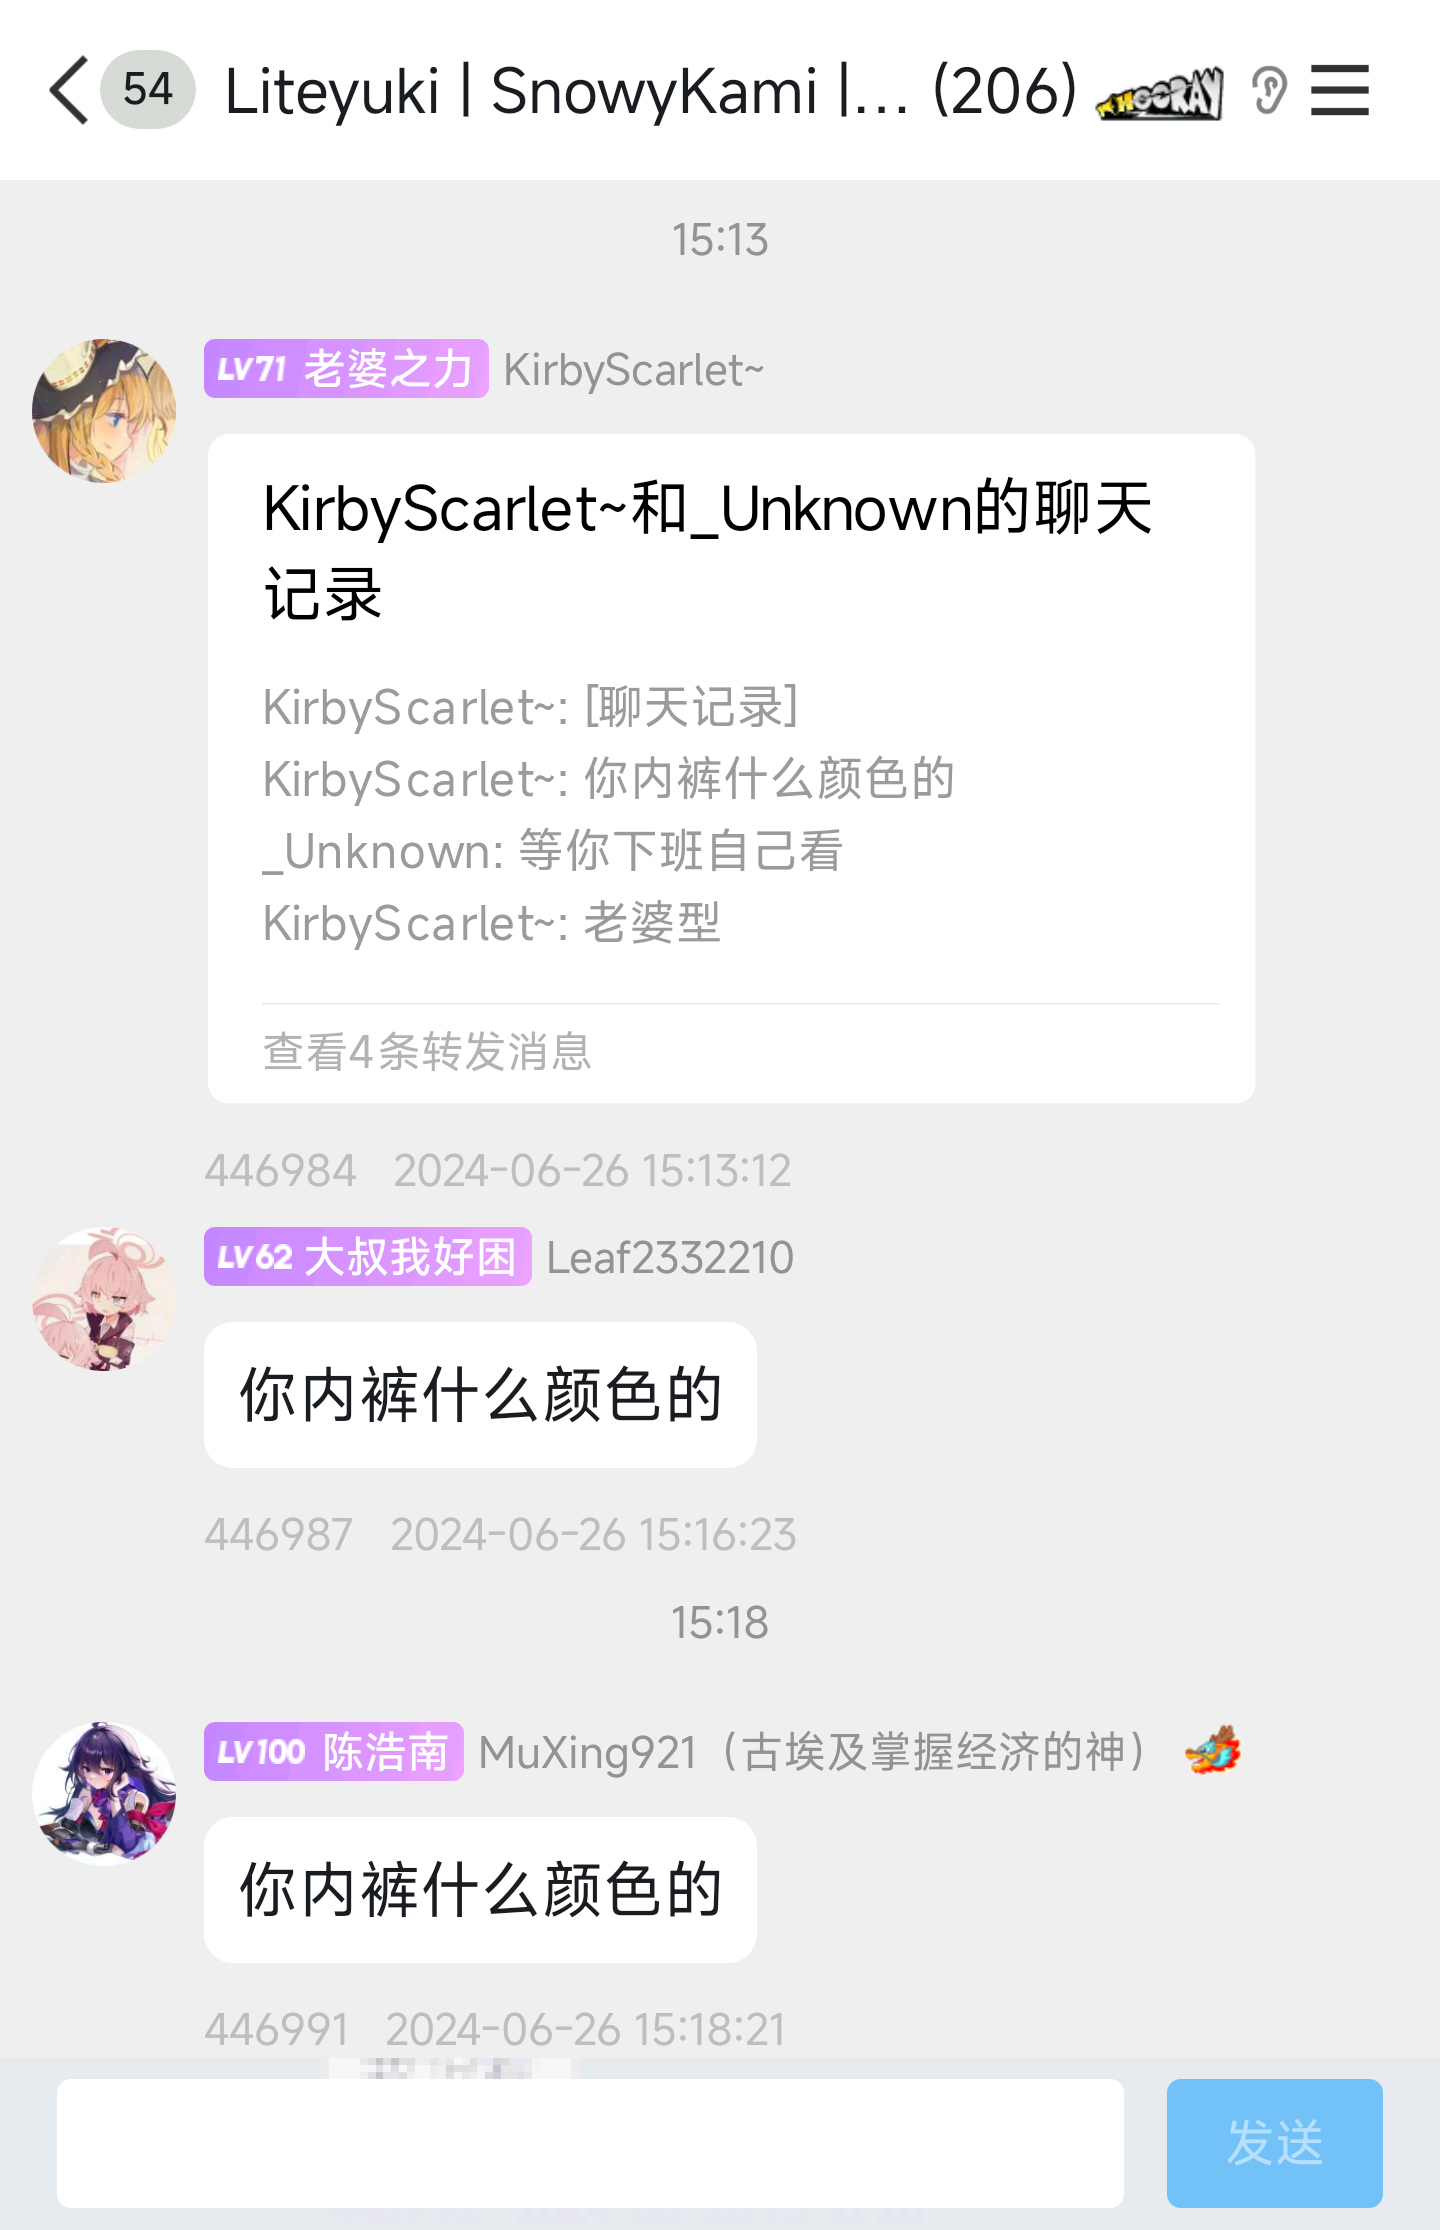 54 Liteyuki | SnowyKami |... (206) HOORAY
15:13
LV71 老婆之力 KirbyScarlet~
KirbyScarlet~和_Unknown的聊天
记录
KirbyScarlet~: [聊天记录]
KirbyScarlet~: 你内裤什么颜色的
_Unknown: 等你下班自己看
KirbyScarlet~: 老婆型
查看4条转发消息
446984 2024-06-26 15:13:12
LV62 大叔我好困 Leaf2332210
你内裤什么颜色的
446987 2024-06-26 15:16:23
15:18
LV100 陈浩南 MuXing921（古埃及掌握经济的神）
你内裤什么颜色的
446991 2024-06-26 15:18:21
发送